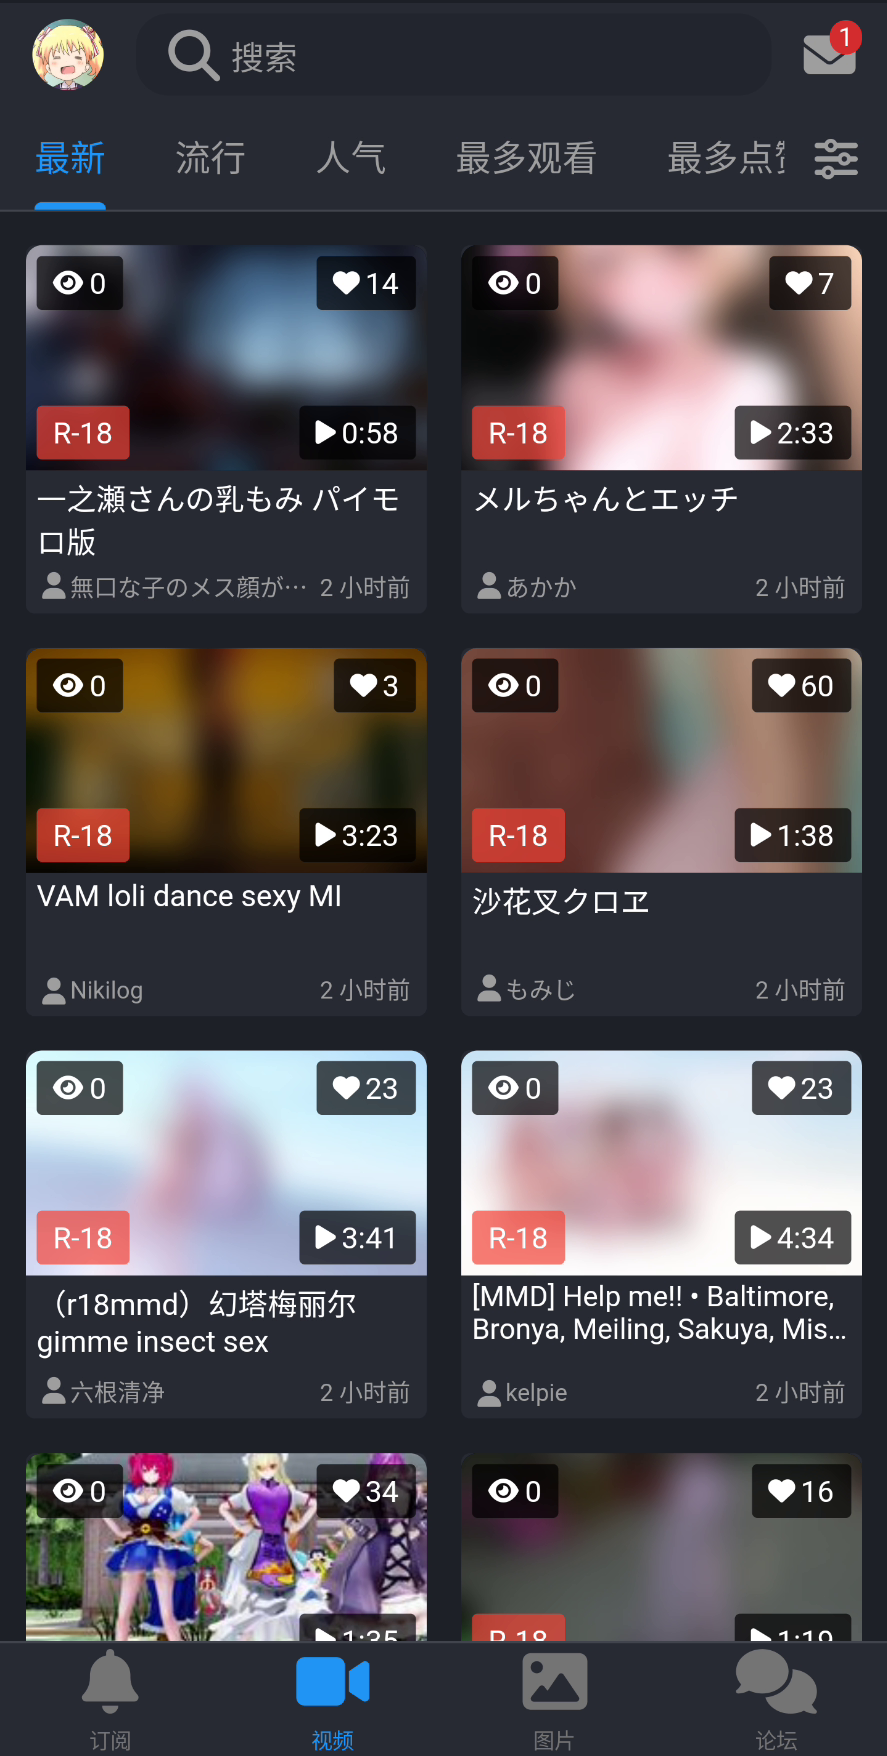 搜索
1
最新 流行 人气 最多观看 最多点
0 14
R-18 0:58
一之瀬さんの乳もみ パイモ
ロ版
無口な子のメス顔が… 2 小时前
0 7
R-18 2:33
メルちゃんとエッチ
あかか 2 小时前
0 3
R-18 3:23
VAM loli dance sexy MI
Nikilog 2 小时前
0 60
R-18 1:38
沙花叉クロヱ
もみじ 2 小时前
0 23
R-18 3:41
（r18mmd）幻塔梅丽尔
gimme insect sex
六根清净 2 小时前
0 23
R-18 4:34
[MMD] Help me!! • Baltimore,
Bronya, Meiling, Sakuya, Mis...
kelpie 2 小时前
0 34
1:35
0 16
R-18 1:19
订阅 视频 图片 论坛